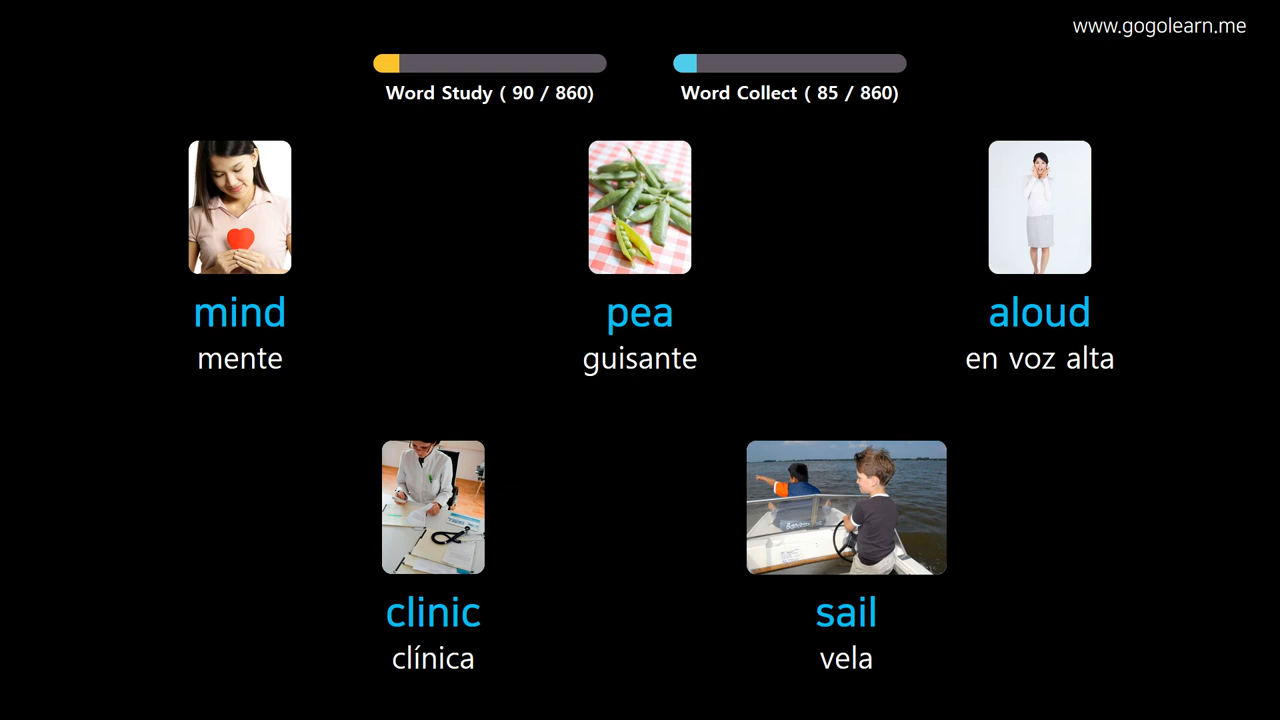 www.gogolearn.me
Word Study ( 90 / 860)
Word Collect ( 85 / 860)
mind
mente
pea
guisante
aloud
en voz alta
clinic
clínica
sail
vela